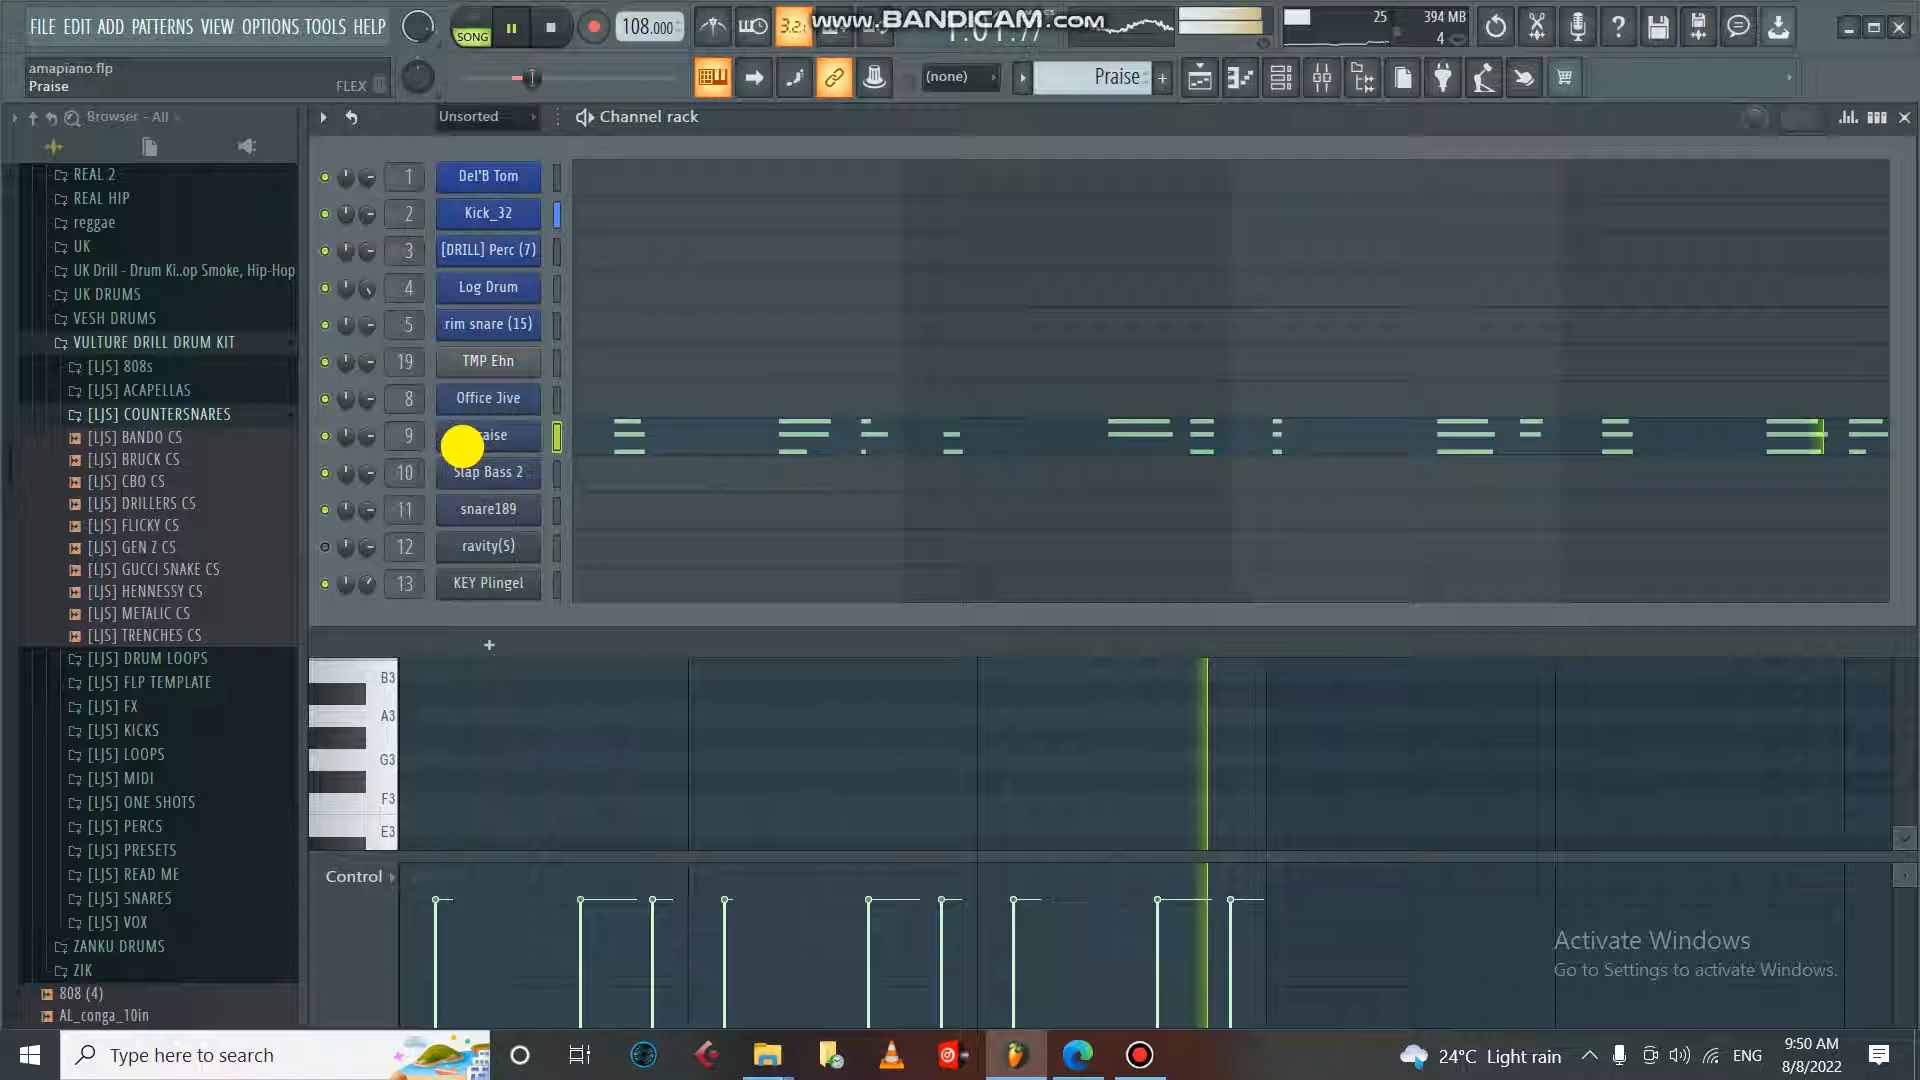 www.BANDICAM.com
FILE EDIT ADD PATTERNS VIEW OPTIONS TOOLS HELP
SONG
108.000
3.2.
25
394 MB
4
amapiano.flp
Praise
FLEX
(none)
Praise
Browser - All
Unsorted
Channel rack
REAL 2
REAL HIP
reggae
UK
UK Drill - Drum Ki..op Smoke, Hip-Hop
UK DRUMS
VESH DRUMS
VULTURE DRILL DRUM KIT
[LJS] 808s
[LJS] ACAPELLAS
[LJS] COUNTERSNARES
[LJS] BANDO CS
[LJS] BRUCK CS
[LJS] CBO CS
[LJS] DRILLERS CS
[LJS] FLICKY CS
[LJS] GEN Z CS
[LJS] GUCCI SNAKE CS
[LJS] HENNESSY CS
[LJS] METALIC CS
[LJS] TRENCHES CS
[LJS] DRUM LOOPS
[LJS] FLP TEMPLATE
[LJS] FX
[LJS] KICKS
[LJS] LOOPS
[LJS] MIDI
[LJS] ONE SHOTS
[LJS] PERCS
[LJS] PRESETS
[LJS] READ ME
[LJS] SNARES
[LJS] VOX
ZANKU DRUMS
ZIK
808 (4)
AL_conga_10in
1 Del'B Tom
2 Kick_32
3 [DRILL] Perc (7)
4 Log Drum
5 rim snare (15)
19 TMP Ehn
8 Office Jive
9 aise
10 Slap Bass 2
11 snare189
12 ravity(5)
13 KEY Plingel
B3
A3
G3
F3
E3
Control
Activate Windows
Go to Settings to activate Windows.
Type here to search
24°C Light rain
ENG
9:50 AM
8/8/2022